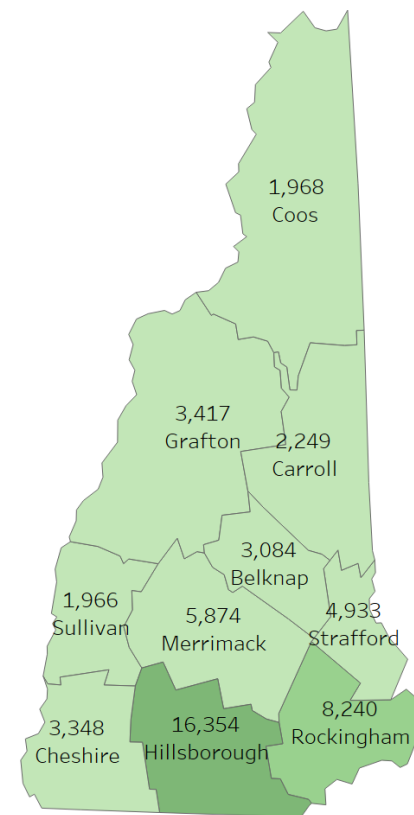 1,968
Coos
3,417
Grafton
2,249
Carroll
3,084
Belknap
1,966
Sullivan
5,874
Merrimack
4,933
Strafford
3,348
Cheshire
16,354
Hillsborough
8,240
Rockingham